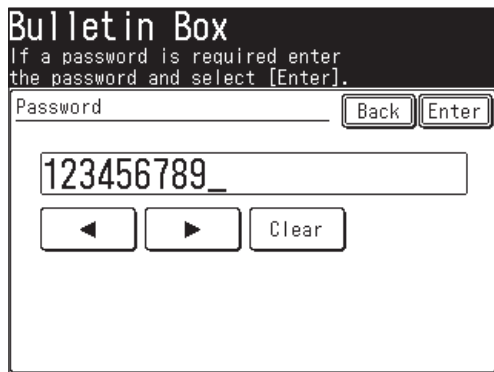 Bulletin Box
If a password is required enter
the password and select [Enter].
Password
Back Enter
123456789_
◀ ▶ Clear